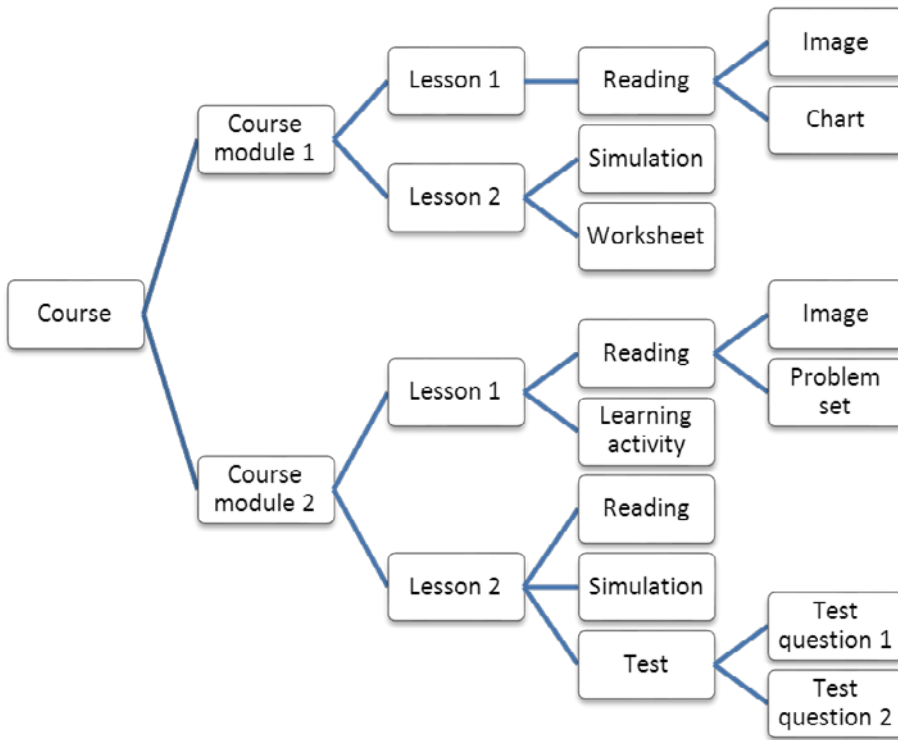 Course
Course
module 1
Lesson 1
Reading
Image
Chart
Lesson 2
Simulation
Worksheet
Course
module 2
Lesson 1
Reading
Image
Problem
set
Learning
activity
Lesson 2
Reading
Simulation
Test
Test
question 1
Test
question 2